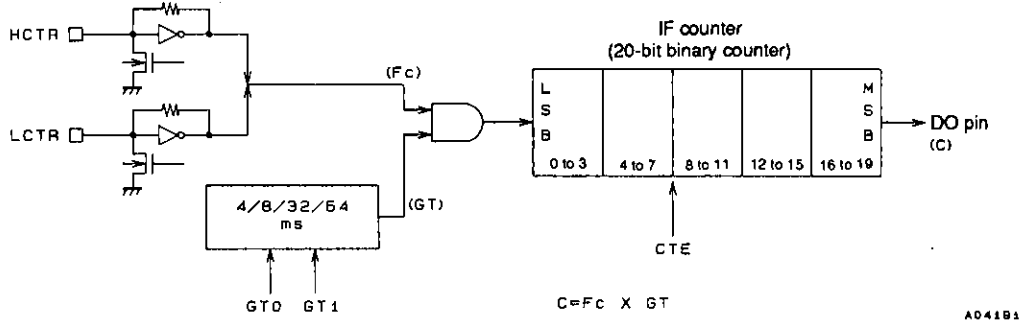 IF counter
(20-bit binary counter)
HCTR
(Fc)
L
S
B
M
S
B
LCTR
DO pin
(C)
0 to 3
4 to 7
8 to 11
12 to 15
16 to 19
4/8/32/64
ms
(GT)
CTE
GT0 GT1
C=Fc X GT
A04181